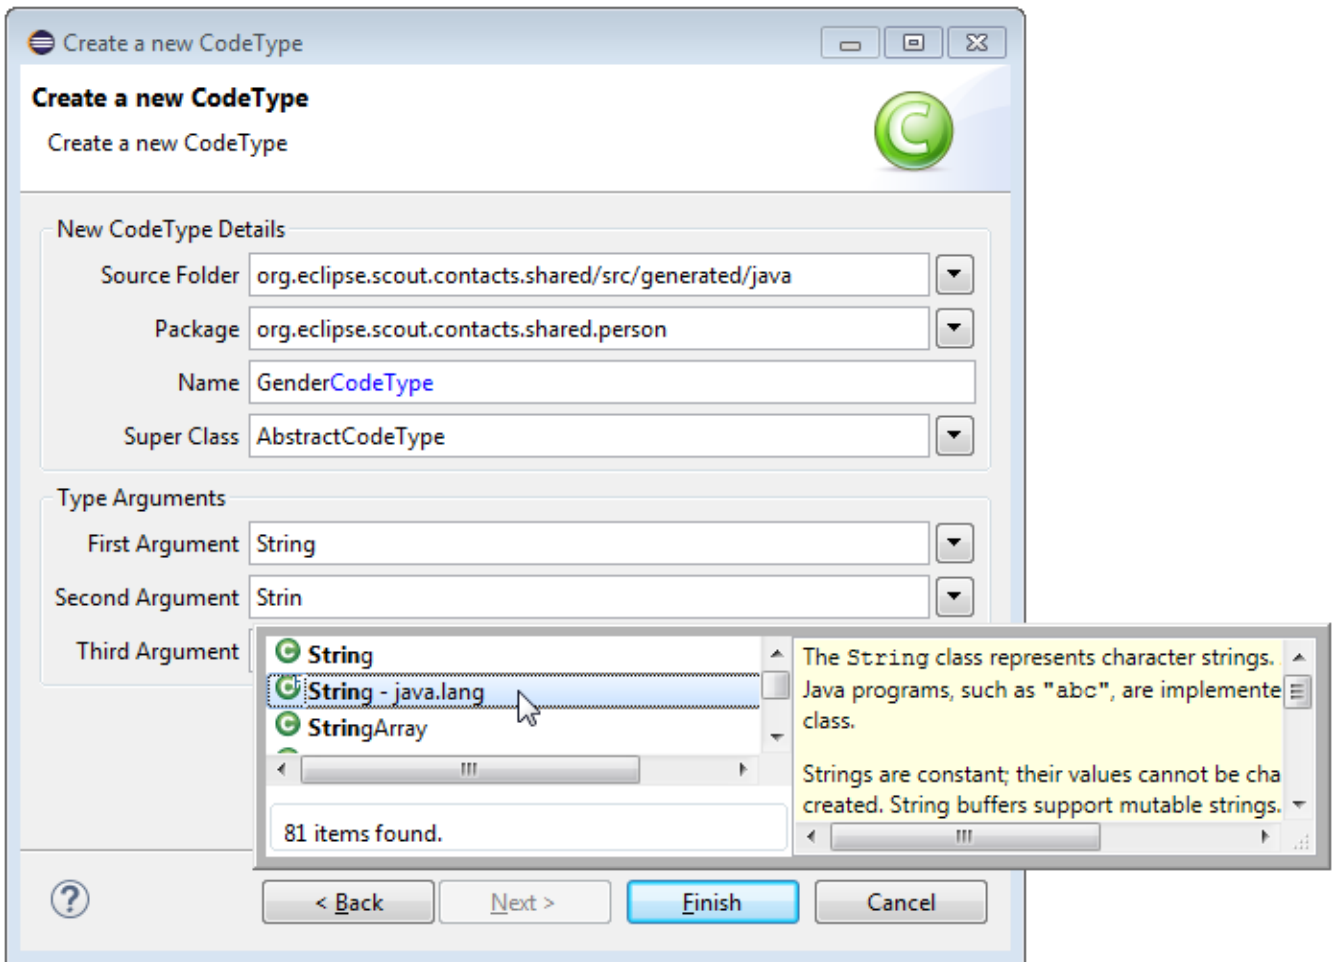 Create a new CodeType
Create a new CodeType
Create a new CodeType
New CodeType Details
Source Folder org.eclipse.scout.contacts.shared/src/generated/java
Package org.eclipse.scout.contacts.shared.person
Name GenderCodeType
Super Class AbstractCodeType
Type Arguments
First Argument String
Second Argument Strin
Third Argument
String
String - java.lang
StringArray
81 items found.
The String class represents character strings.
Java programs, such as "abc", are implemente
class.
Strings are constant; their values cannot be cha
created. String buffers support mutable strings.
< Back
Next >
Finish
Cancel